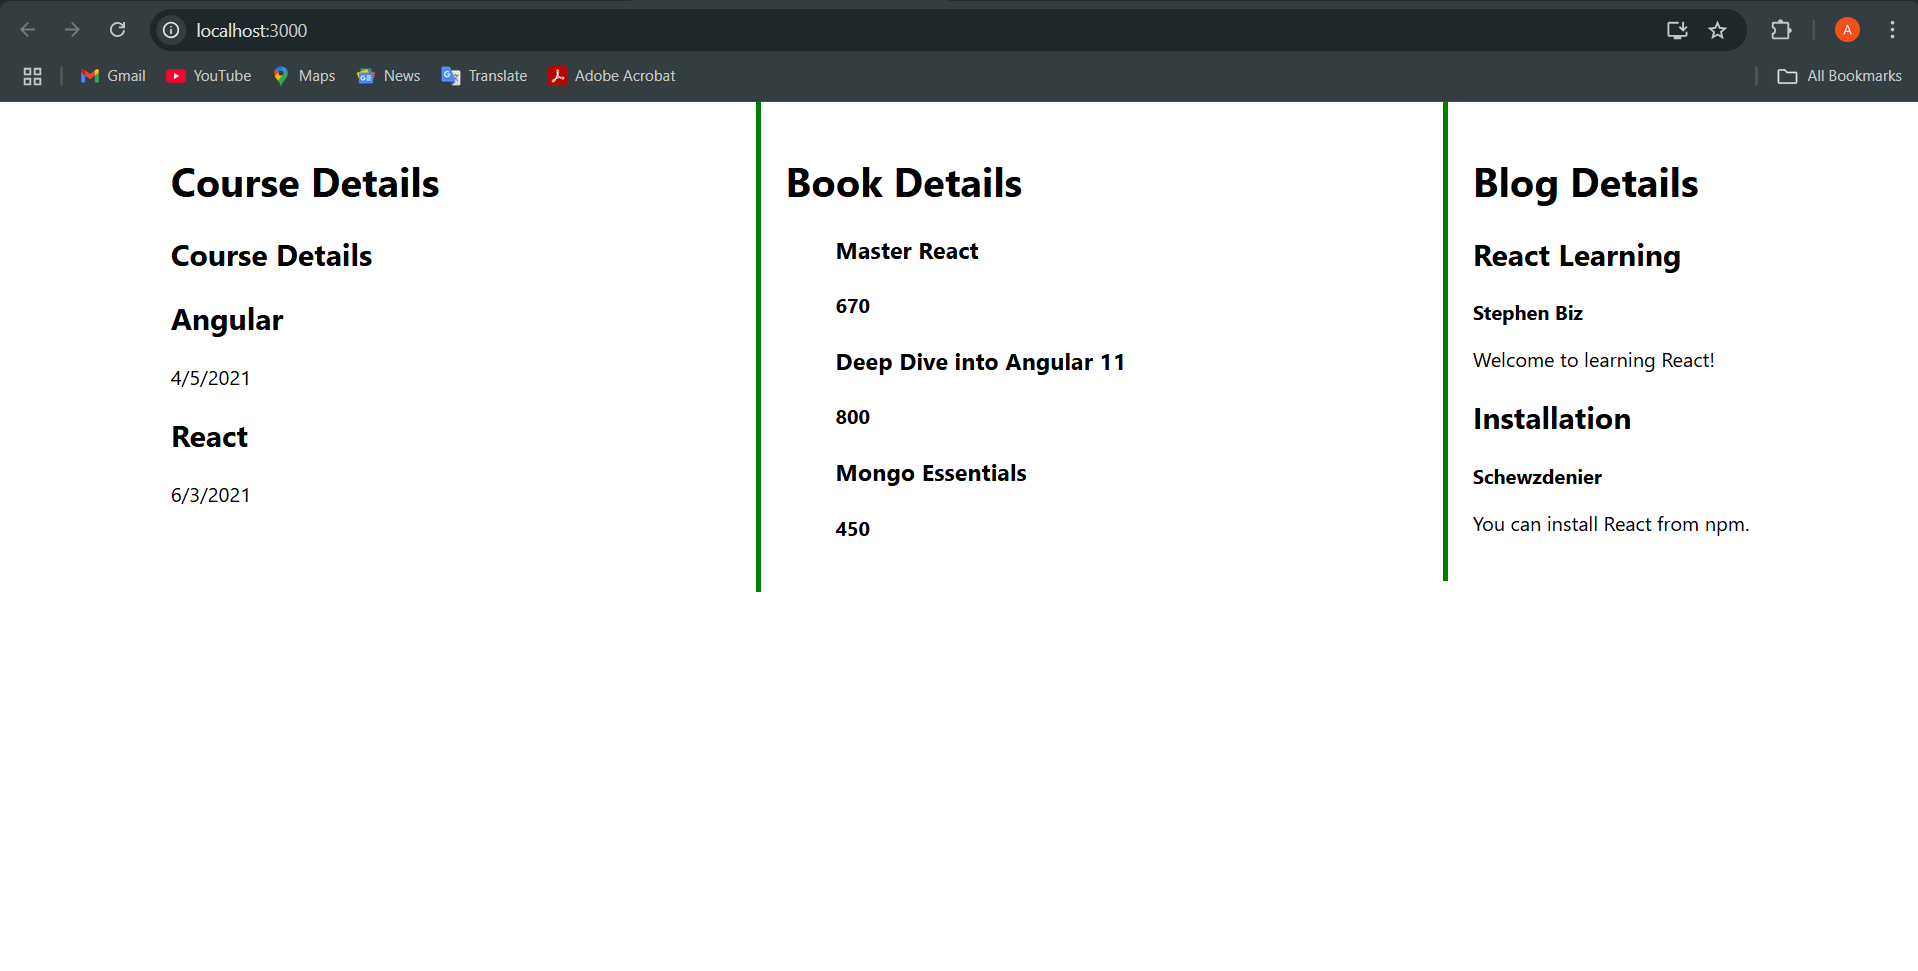 localhost:3000
A
Gmail
YouTube
Maps
News
Translate
Adobe Acrobat
All Bookmarks
Course Details
Course Details
Angular
4/5/2021
React
6/3/2021
Book Details
Master React
670
Deep Dive into Angular 11
800
Mongo Essentials
450
Blog Details
React Learning
Stephen Biz
Welcome to learning React!
Installation
Schewzdenier
You can install React from npm.